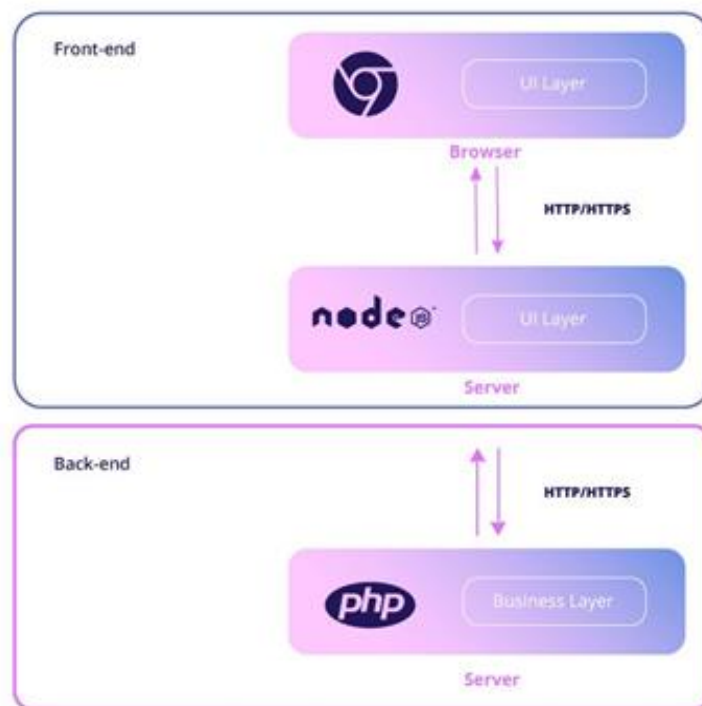 Front-end
UI Layer
Browser
HTTP/HTTPS
node JS
UI Layer
Server
Back-end
HTTP/HTTPS
php
Business Layer
Server